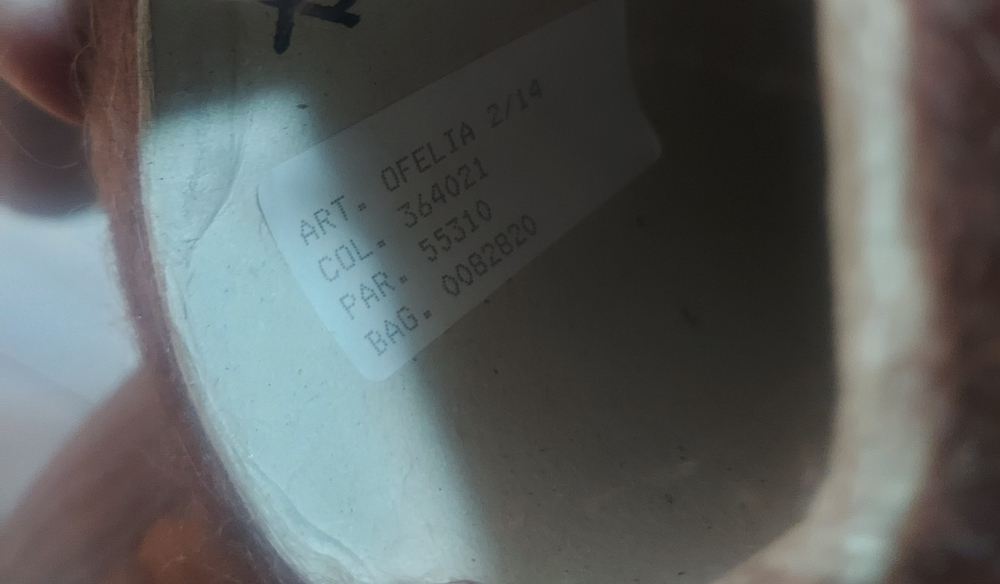 ART. OFELIA 2/14
COL. 364021
PAR. 55310
BAG. 0082820